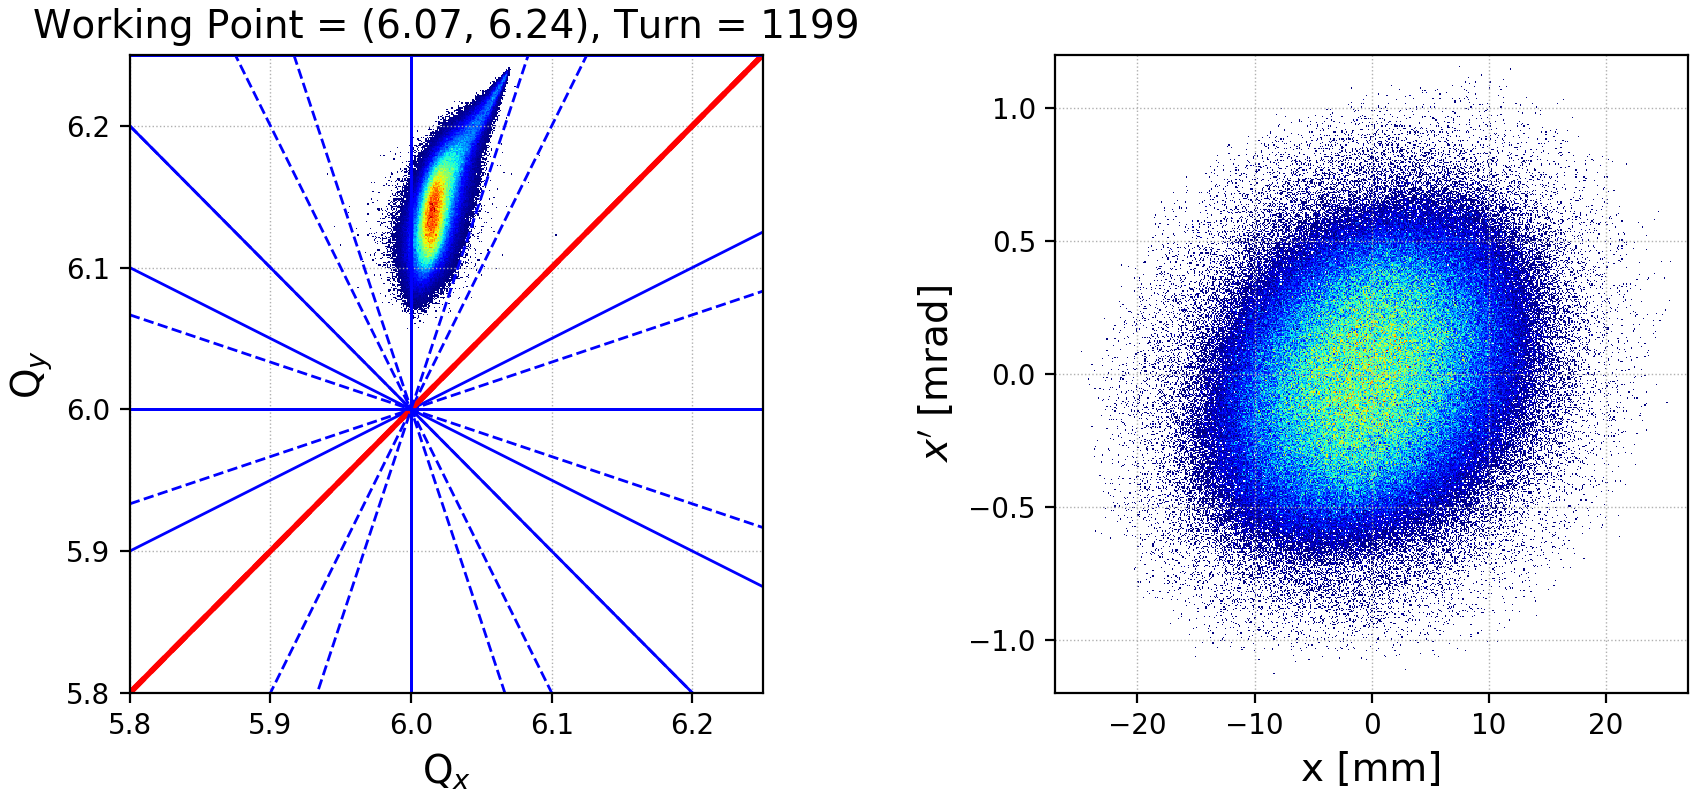 Working Point = (6.07, 6.24), Turn = 1199
6.2
6.1
6.0
5.9
5.8
5.8 5.9 6.0 6.1 6.2
Q_x
Q_y
1.0
0.5
0.0
−0.5
−1.0
−20 −10 0 10 20
x [mm]
x′ [mrad]